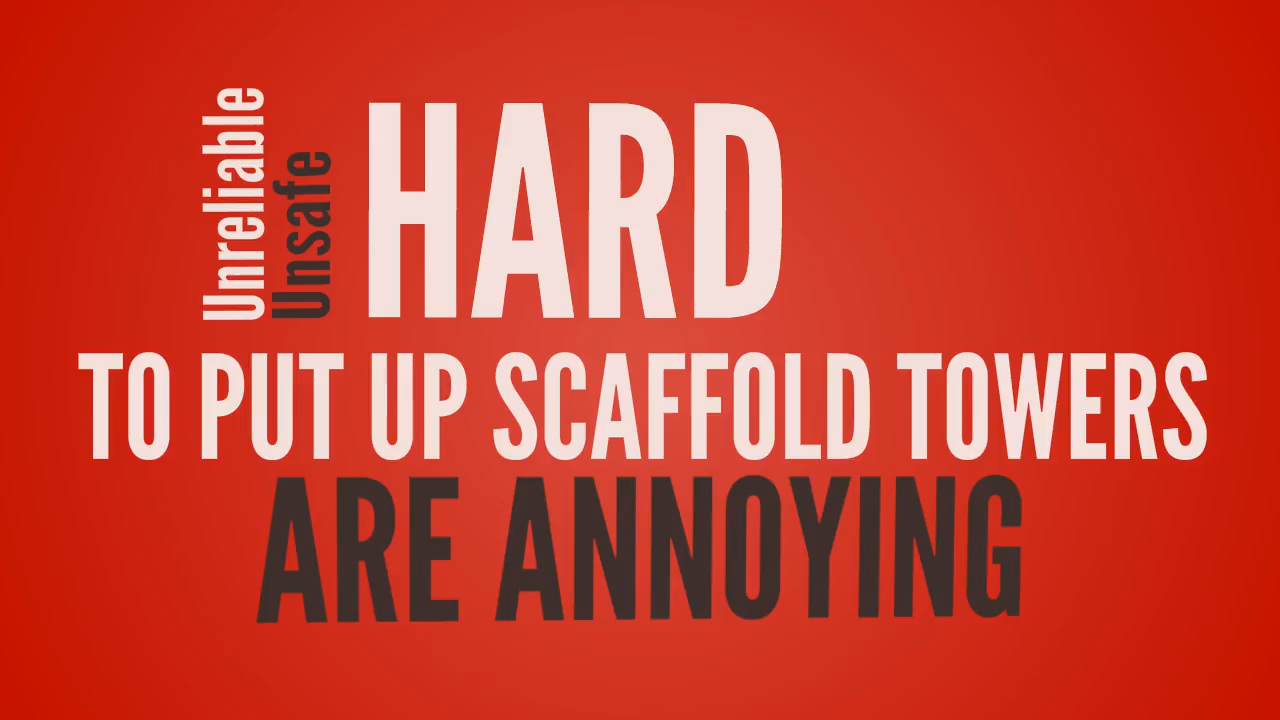 Unreliable
Unsafe
HARD
TO PUT UP SCAFFOLD TOWERS
ARE ANNOYING